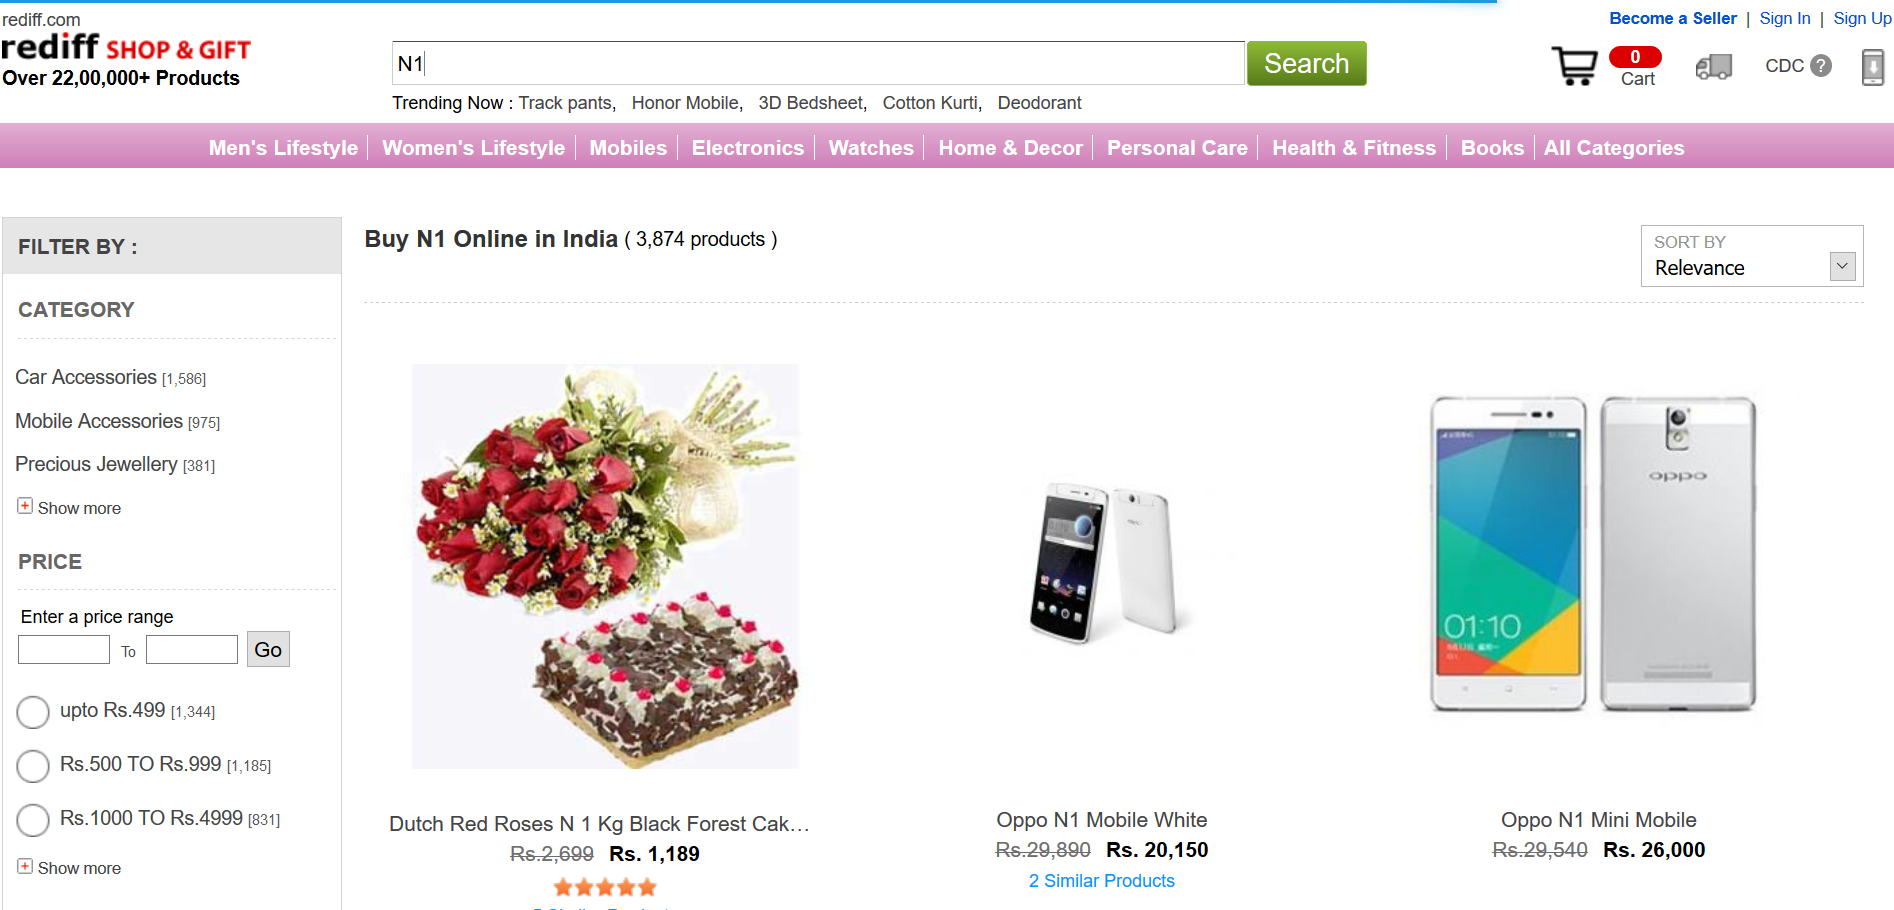 rediff.com
rediff SHOP & GIFT
Over 22,00,000+ Products
N1
Search
Trending Now : Track pants, Honor Mobile, 3D Bedsheet, Cotton Kurti, Deodorant
Become a Seller | Sign In | Sign Up
0
Cart
CDC ?
Men's Lifestyle Women's Lifestyle Mobiles Electronics Watches Home & Decor Personal Care Health & Fitness Books All Categories
FILTER BY :
CATEGORY
Car Accessories [1,586]
Mobile Accessories [975]
Precious Jewellery [381]
Show more
PRICE
Enter a price range
To Go
upto Rs.499 [1,344]
Rs.500 TO Rs.999 [1,185]
Rs.1000 TO Rs.4999 [831]
Show more
Buy N1 Online in India ( 3,874 products )
SORT BY
Relevance
oppo
01:10
Dutch Red Roses N 1 Kg Black Forest Cak...
Rs.2,699 Rs. 1,189
Oppo N1 Mobile White
Rs.29,890 Rs. 20,150
2 Similar Products
Oppo N1 Mini Mobile
Rs.29,540 Rs. 26,000